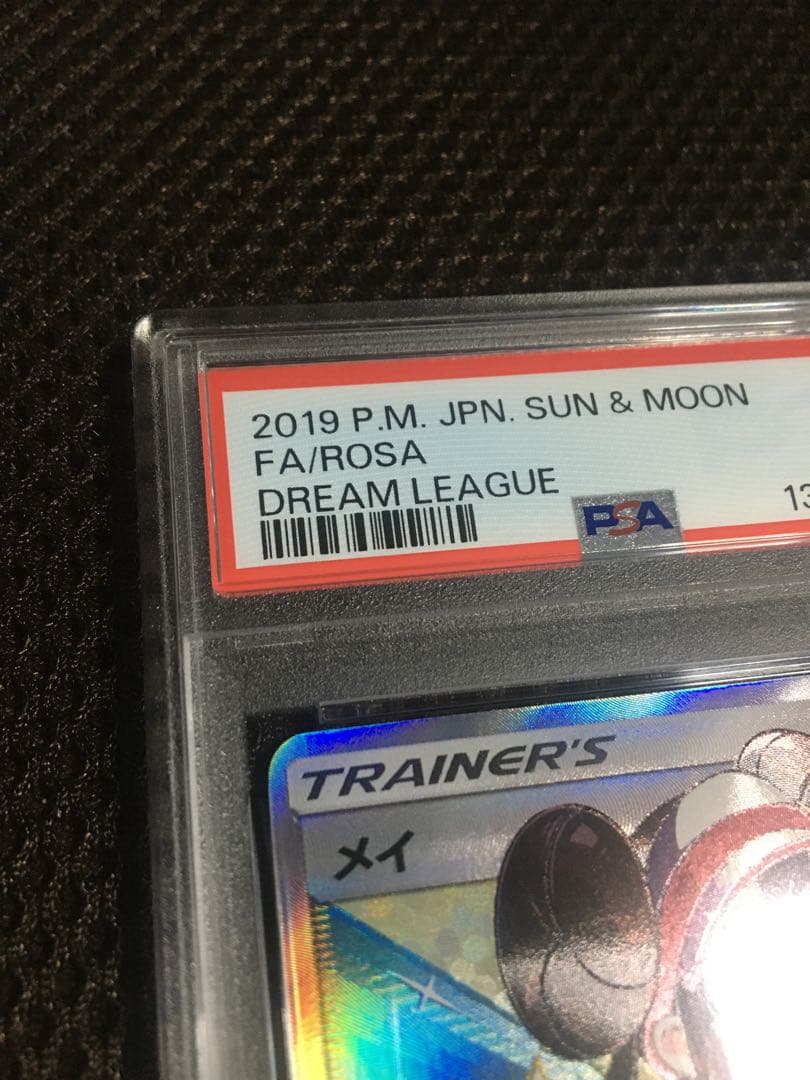 2019 P.M. JPN. SUN & MOON
FA/ROSA
DREAM LEAGUE
PSA
TRAINER'S
メイ